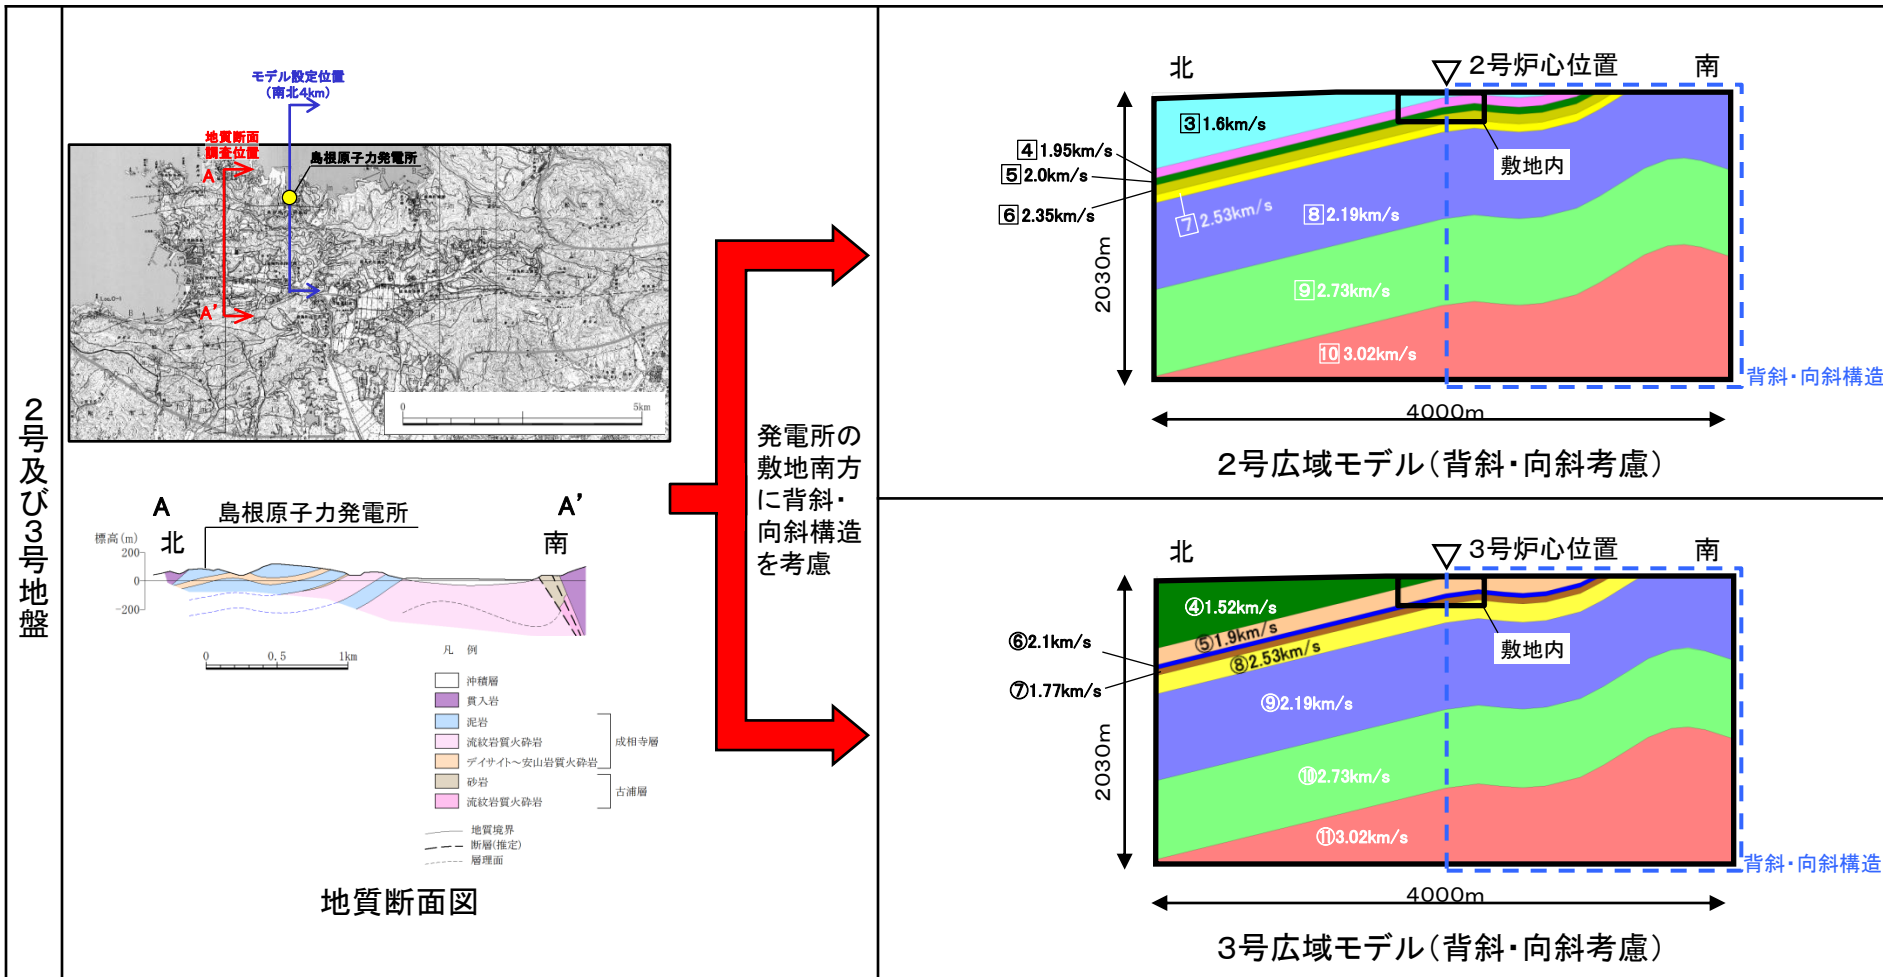 2号及び3号地盤
モデル設定位置
(南北4km)
地質断面
調査位置
島根原子力発電所
A
A'
0
5km
A
A'
島根原子力発電所
北
南
標高(m)
200
0
-200
0
0.5
1km
凡 例
沖積層
貫入岩
泥岩
流紋岩質火砕岩
デイサイト~安山岩質火砕岩
成相寺層
砂岩
流紋岩質火砕岩
古浦層
地質境界
断層(推定)
層理面
地質断面図
発電所の
敷地南方
に背斜・
向斜構造
を考慮
北
2号炉心位置
南
3 1.6km/s
4 1.95km/s
5 2.0km/s
6 2.35km/s
7 2.53km/s
8 2.19km/s
9 2.73km/s
10 3.02km/s
敷地内
2030m
4000m
背斜・向斜構造
2号広域モデル(背斜・向斜考慮)
北
3号炉心位置
南
④1.52km/s
⑤1.9km/s
⑥2.1km/s
⑦1.77km/s
⑧2.53km/s
⑨2.19km/s
⑩2.73km/s
⑪3.02km/s
敷地内
2030m
4000m
背斜・向斜構造
3号広域モデル(背斜・向斜考慮)